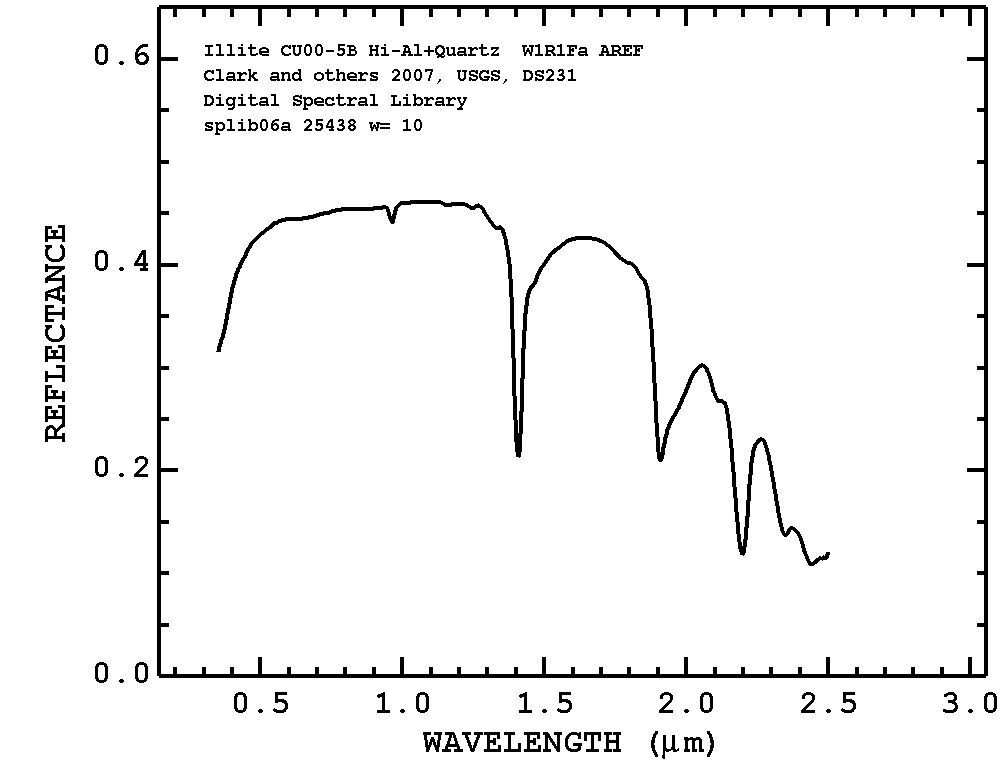 Illite CU00-5B Hi-Al+Quartz  W1R1Fa AREF
Clark and others 2007, USGS, DS231
Digital Spectral Library
splib06a 25438 w= 10
0.6
0.4
0.2
0.0
REFLECTANCE
0.5 1.0 1.5 2.0 2.5 3.0
WAVELENGTH (μm)